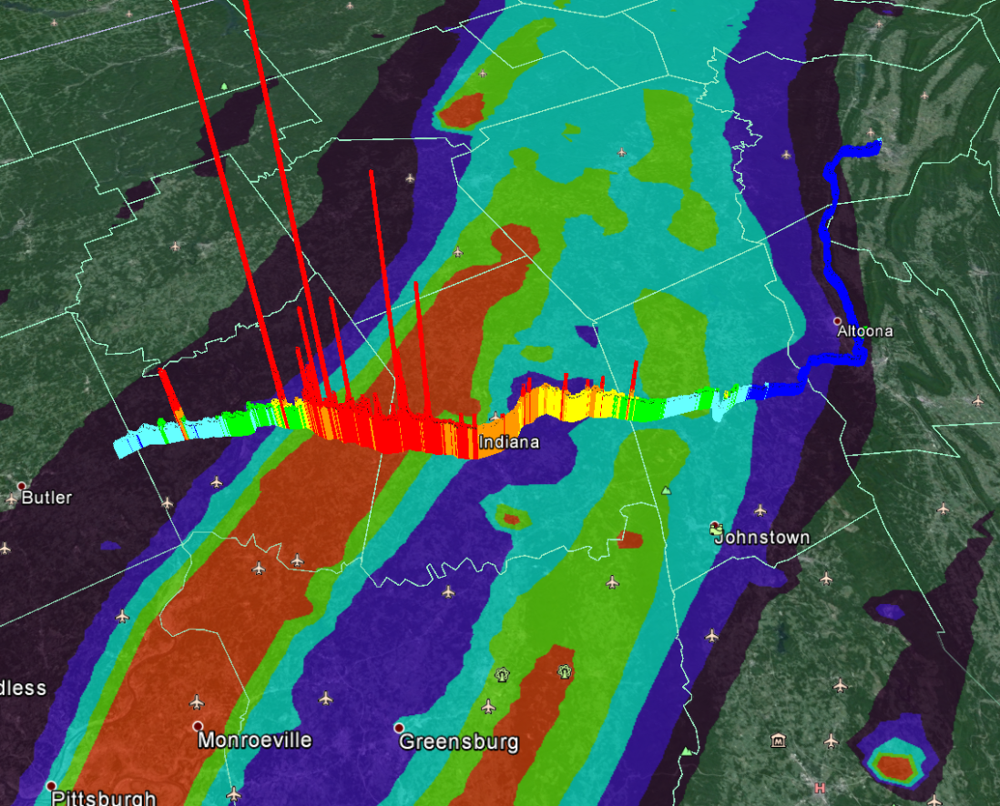 Altoona
Indiana
Butler
Johnstown
dless
Monroeville
Greensburg
M
H
Pittsburgh